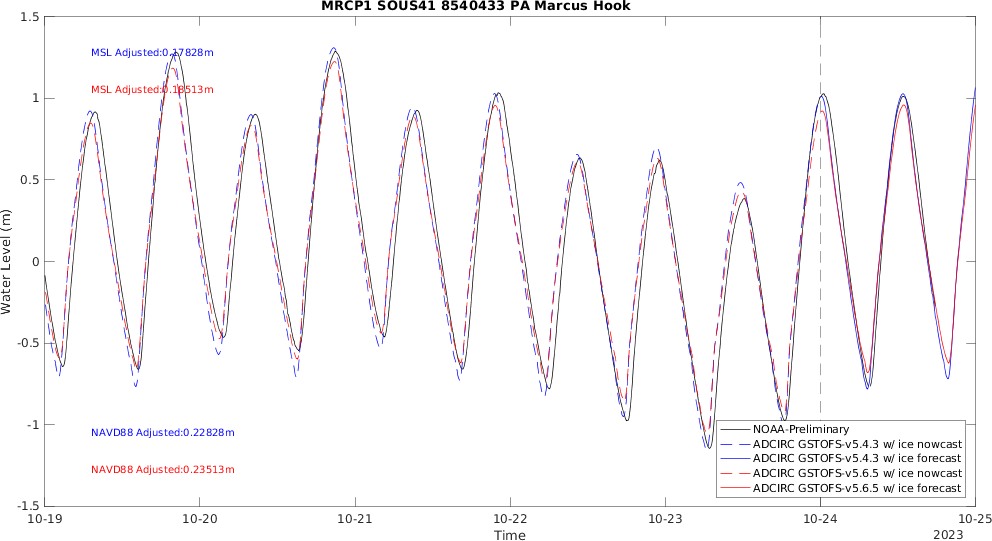 MRCP1 SOUS41 8540433 PA Marcus Hook
1.5
MSL Adjusted:0.17828m
MSL Adjusted:0.18513m
1
0.5
0
-0.5
-1
-1.5
Water Level (m)
NAVD88 Adjusted:0.22828m
NAVD88 Adjusted:0.23513m
NOAA-Preliminary
ADCIRC GSTOFS-v5.4.3 w/ ice nowcast
ADCIRC GSTOFS-v5.4.3 w/ ice forecast
ADCIRC GSTOFS-v5.6.5 w/ ice nowcast
ADCIRC GSTOFS-v5.6.5 w/ ice forecast
10-19 10-20 10-21 10-22 10-23 10-24 10-25
Time
2023